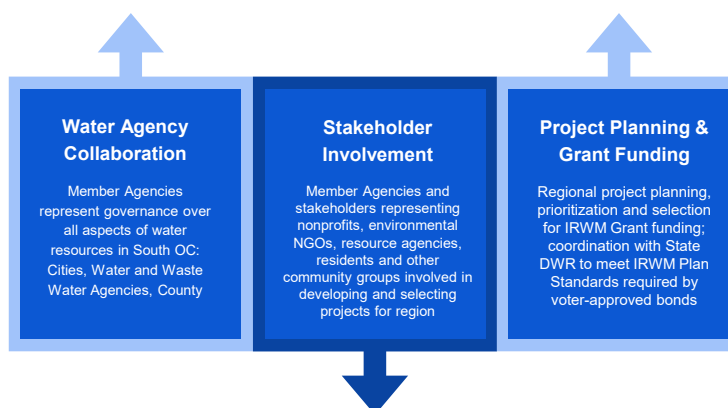 Water Agency
Collaboration
Member Agencies
represent governance over
all aspects of water
resources in South OC:
Cities, Water and Waste
Water Agencies, County
Stakeholder
Involvement
Member Agencies and
stakeholders representing
nonprofits, environmental
NGOs, resource agencies,
residents and other
community groups involved in
developing and selecting
projects for region
Project Planning &
Grant Funding
Regional project planning,
prioritization and selection
for IRWM Grant funding;
coordination with State
DWR to meet IRWM Plan
Standards required by
voter-approved bonds